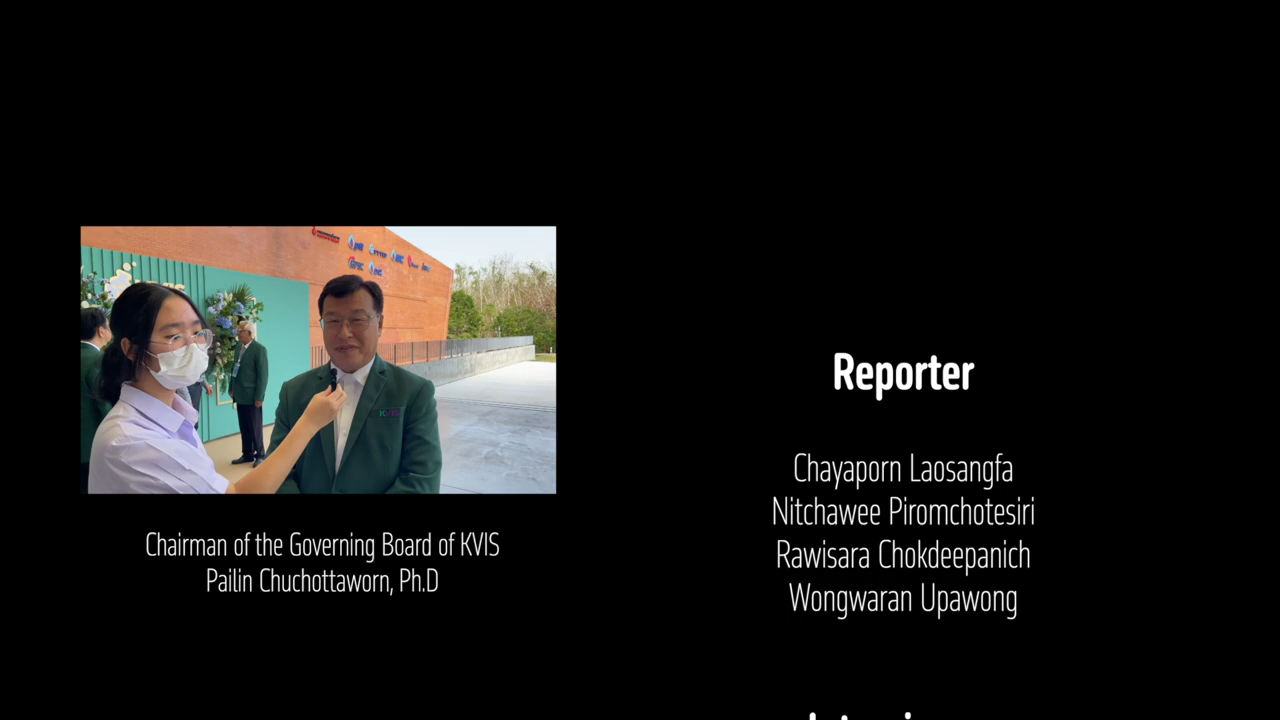 KVIS
Chairman of the Governing Board of KVIS
Pailin Chuchottaworn, Ph.D
Reporter
Chayaporn Laosangfa
Nitchawee Piromchotesiri
Rawisara Chokdeepanich
Wongwaran Upawong